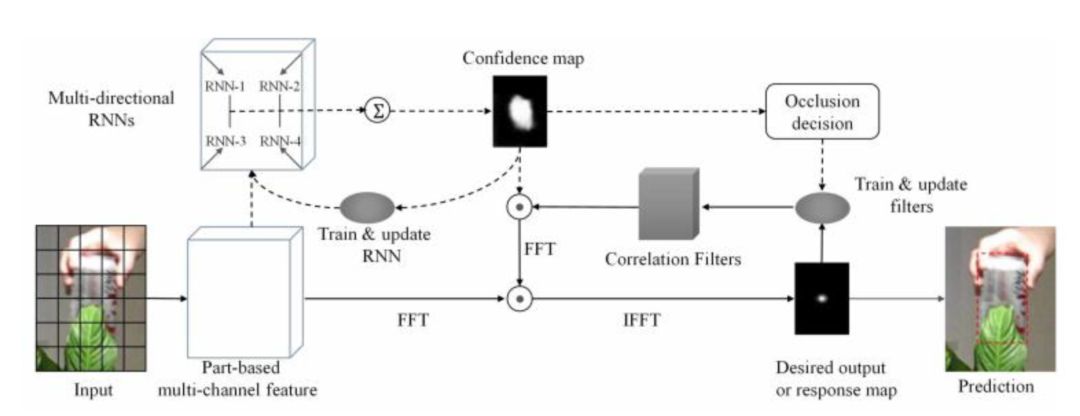 Confidence map
Multi-directional
RNNs
RNN-1
RNN-2
RNN-3
RNN-4
Σ
Occlusion
decision
Train & update
RNN
Train & update
filters
FFT
Correlation Filters
FFT
IFFT
Input
Part-based
multi-channel feature
Desired output
or response map
Prediction